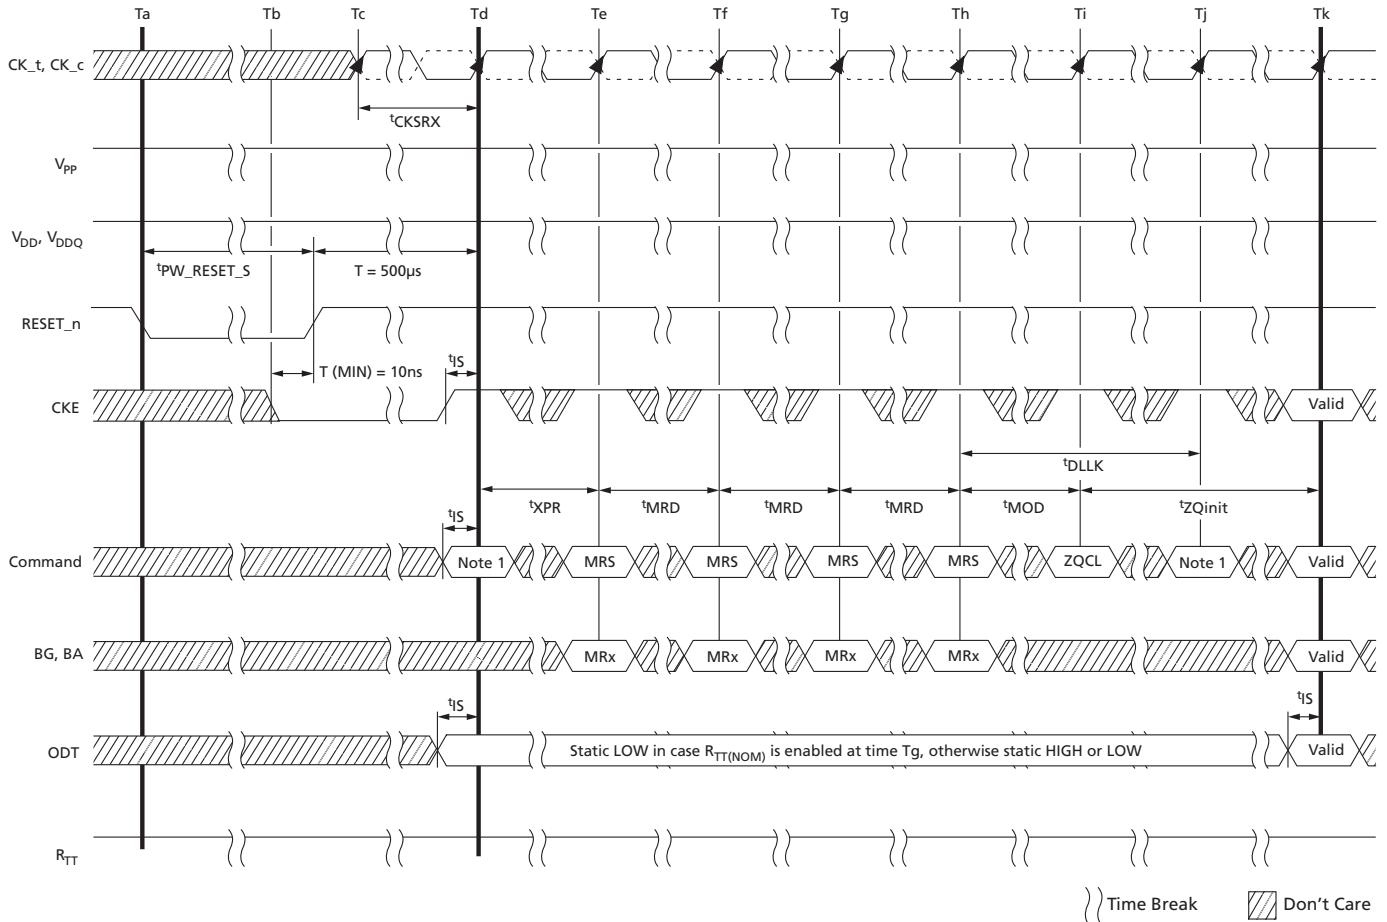 Ta Tb Tc Td Te Tf Tg Th Ti Tj Tk
CK_t, CK_c
tCKSRX
VPP
VDD, VDDQ
tPW_RESET_S T = 500µs
RESET_n
T (MIN) = 10ns tIS
CKE Valid
tDLLK
tXPR tMRD tMRD tMRD tMOD tZQinit
tIS
Command Note 1 MRS MRS MRS MRS ZQCL Note 1 Valid
BG, BA MRx MRx MRx MRx Valid
tIS tIS
ODT Static LOW in case RTT(NOM) is enabled at time Tg, otherwise static HIGH or LOW Valid
RTT
Time Break Don't Care